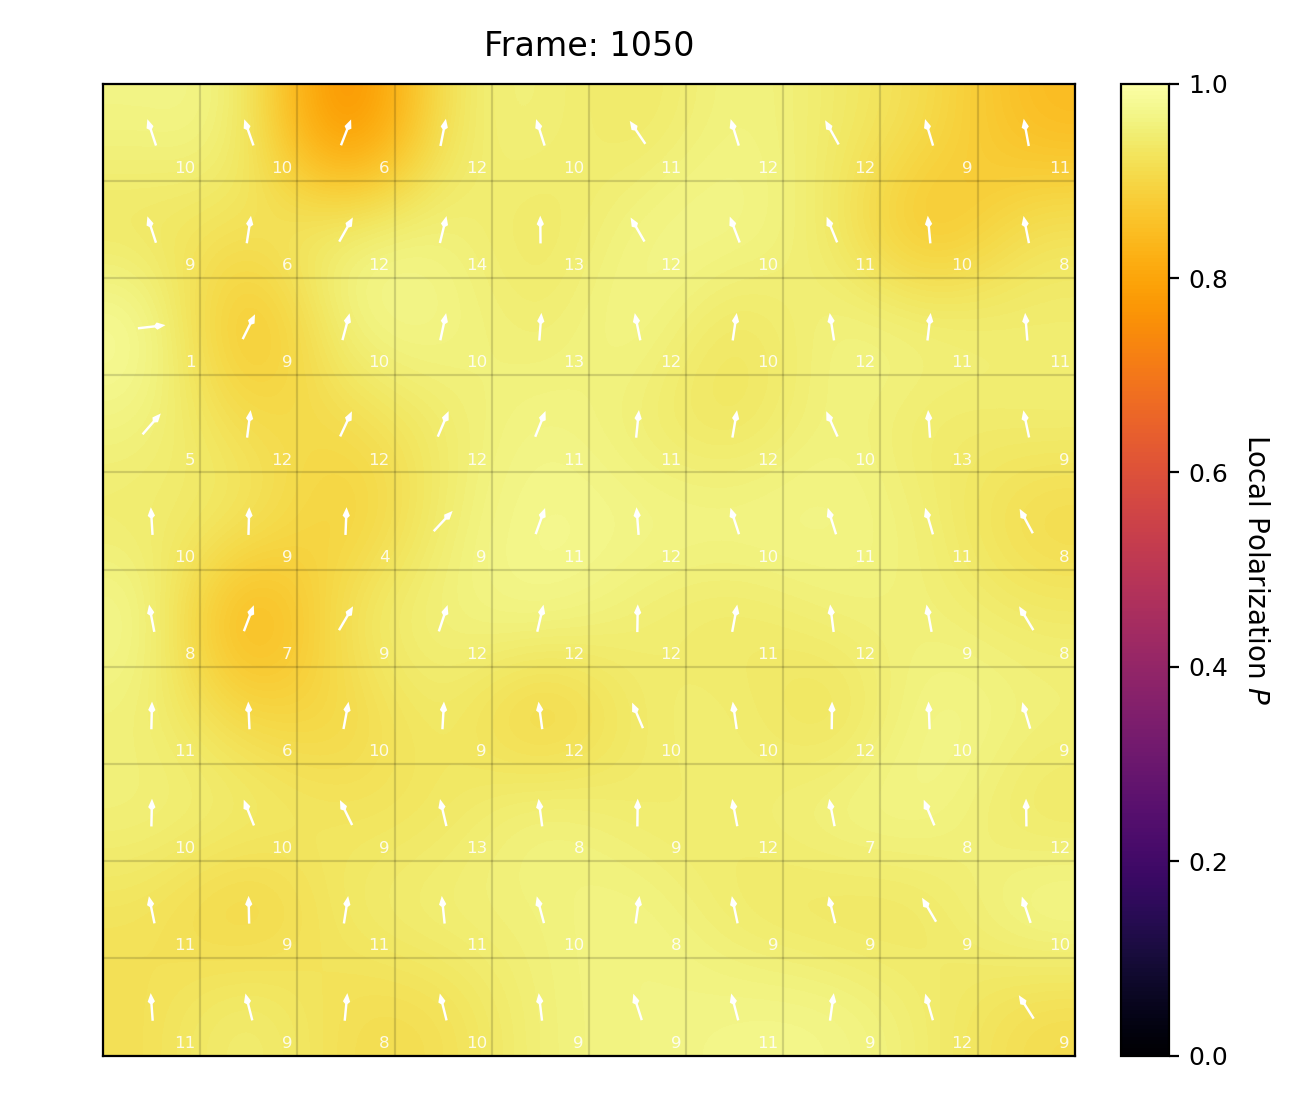 Frame: 1050
10 10 6 12 10 11 12 12 9 11
9 6 12 14 13 12 10 11 10 8
1 9 10 10 13 12 10 12 11 11
5 12 12 12 11 11 12 10 13 9
10 9 4 9 11 12 10 11 11 8
8 7 9 12 12 12 11 12 9 8
11 6 10 9 12 10 10 12 10 9
10 10 9 13 8 9 12 7 8 12
11 9 11 11 10 8 9 9 9 10
11 9 8 10 9 9 11 9 12 9
1.0
0.8
0.6
0.4
0.2
0.0
Local Polarization P